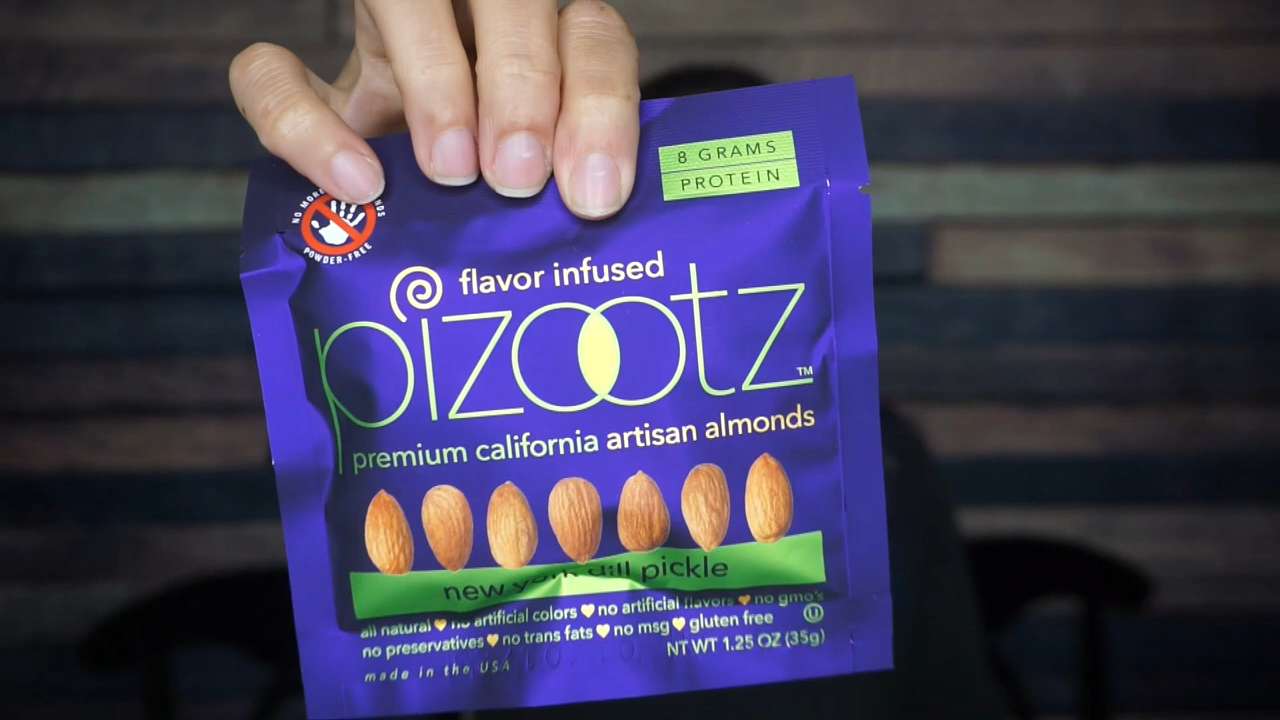 8 GRAMS
PROTEIN
NO MORE
POWDER-FREE
flavor infused
pizootz™
premium california artisan almonds
new york dill pickle
all natural no artificial colors no artificial flavors no gmo's
no preservatives no trans fats no msg gluten free
U
NT WT 1.25 OZ (35g)
made in the USA